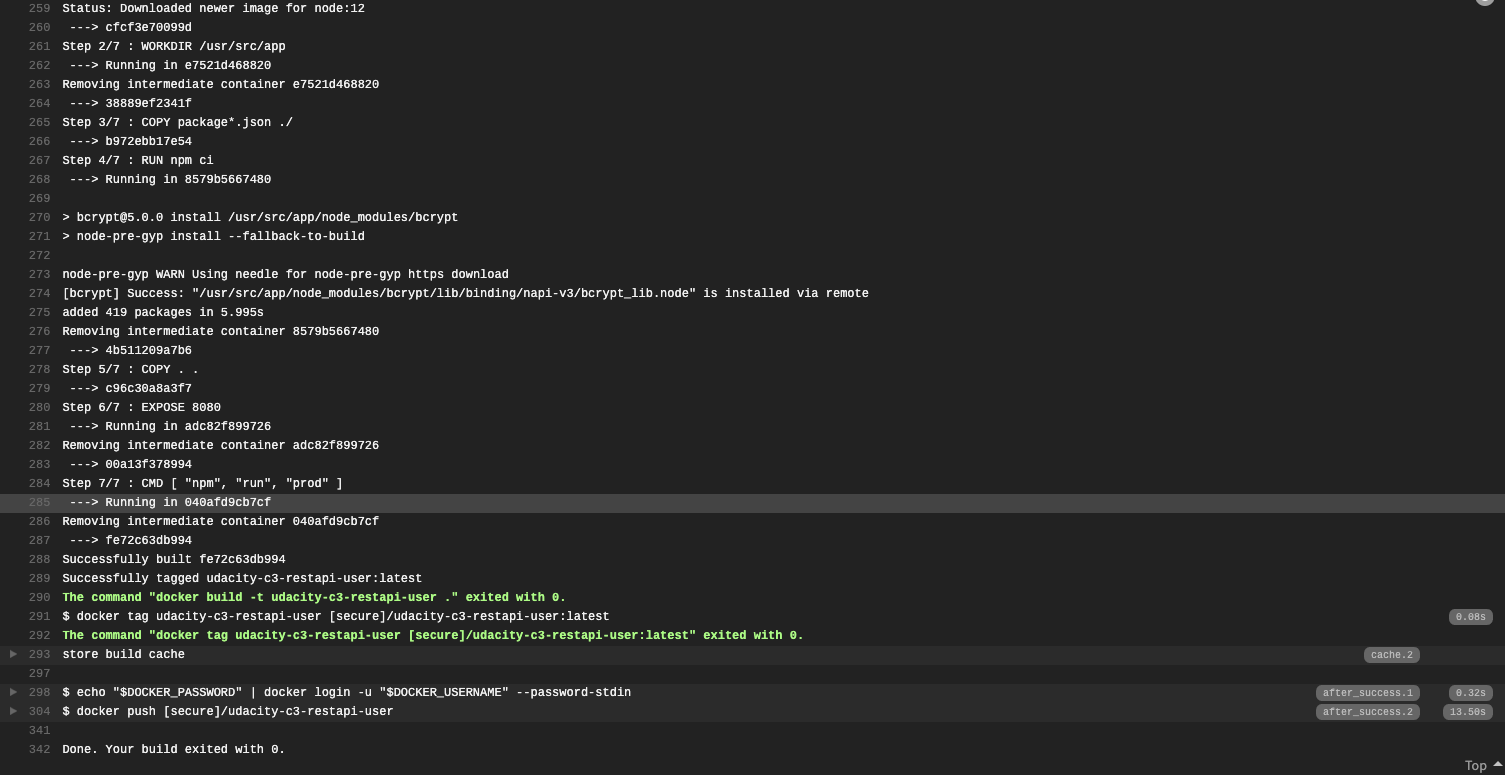 259 Status: Downloaded newer image for node:12
260 ---> cfcf3e70099d
261 Step 2/7 : WORKDIR /usr/src/app
262 ---> Running in e7521d468820
263 Removing intermediate container e7521d468820
264 ---> 38889ef2341f
265 Step 3/7 : COPY package*.json ./
266 ---> b972ebb17e54
267 Step 4/7 : RUN npm ci
268 ---> Running in 8579b5667480
269
270 > bcrypt@5.0.0 install /usr/src/app/node_modules/bcrypt
271 > node-pre-gyp install --fallback-to-build
272
273 node-pre-gyp WARN Using needle for node-pre-gyp https download
274 [bcrypt] Success: "/usr/src/app/node_modules/bcrypt/lib/binding/napi-v3/bcrypt_lib.node" is installed via remote
275 added 419 packages in 5.995s
276 Removing intermediate container 8579b5667480
277 ---> 4b511209a7b6
278 Step 5/7 : COPY . .
279 ---> c96c30a8a3f7
280 Step 6/7 : EXPOSE 8080
281 ---> Running in adc82f899726
282 Removing intermediate container adc82f899726
283 ---> 00a13f378994
284 Step 7/7 : CMD [ "npm", "run", "prod" ]
285 ---> Running in 040afd9cb7cf
286 Removing intermediate container 040afd9cb7cf
287 ---> fe72c63db994
288 Successfully built fe72c63db994
289 Successfully tagged udacity-c3-restapi-user:latest
290 The command "docker build -t udacity-c3-restapi-user ." exited with 0.
291 $ docker tag udacity-c3-restapi-user [secure]/udacity-c3-restapi-user:latest 0.08s
292 The command "docker tag udacity-c3-restapi-user [secure]/udacity-c3-restapi-user:latest" exited with 0.
293 store build cache cache.2
297
298 $ echo "$DOCKER_PASSWORD" | docker login -u "$DOCKER_USERNAME" --password-stdin after_success.1 0.32s
304 $ docker push [secure]/udacity-c3-restapi-user after_success.2 13.50s
341
342 Done. Your build exited with 0.
Top